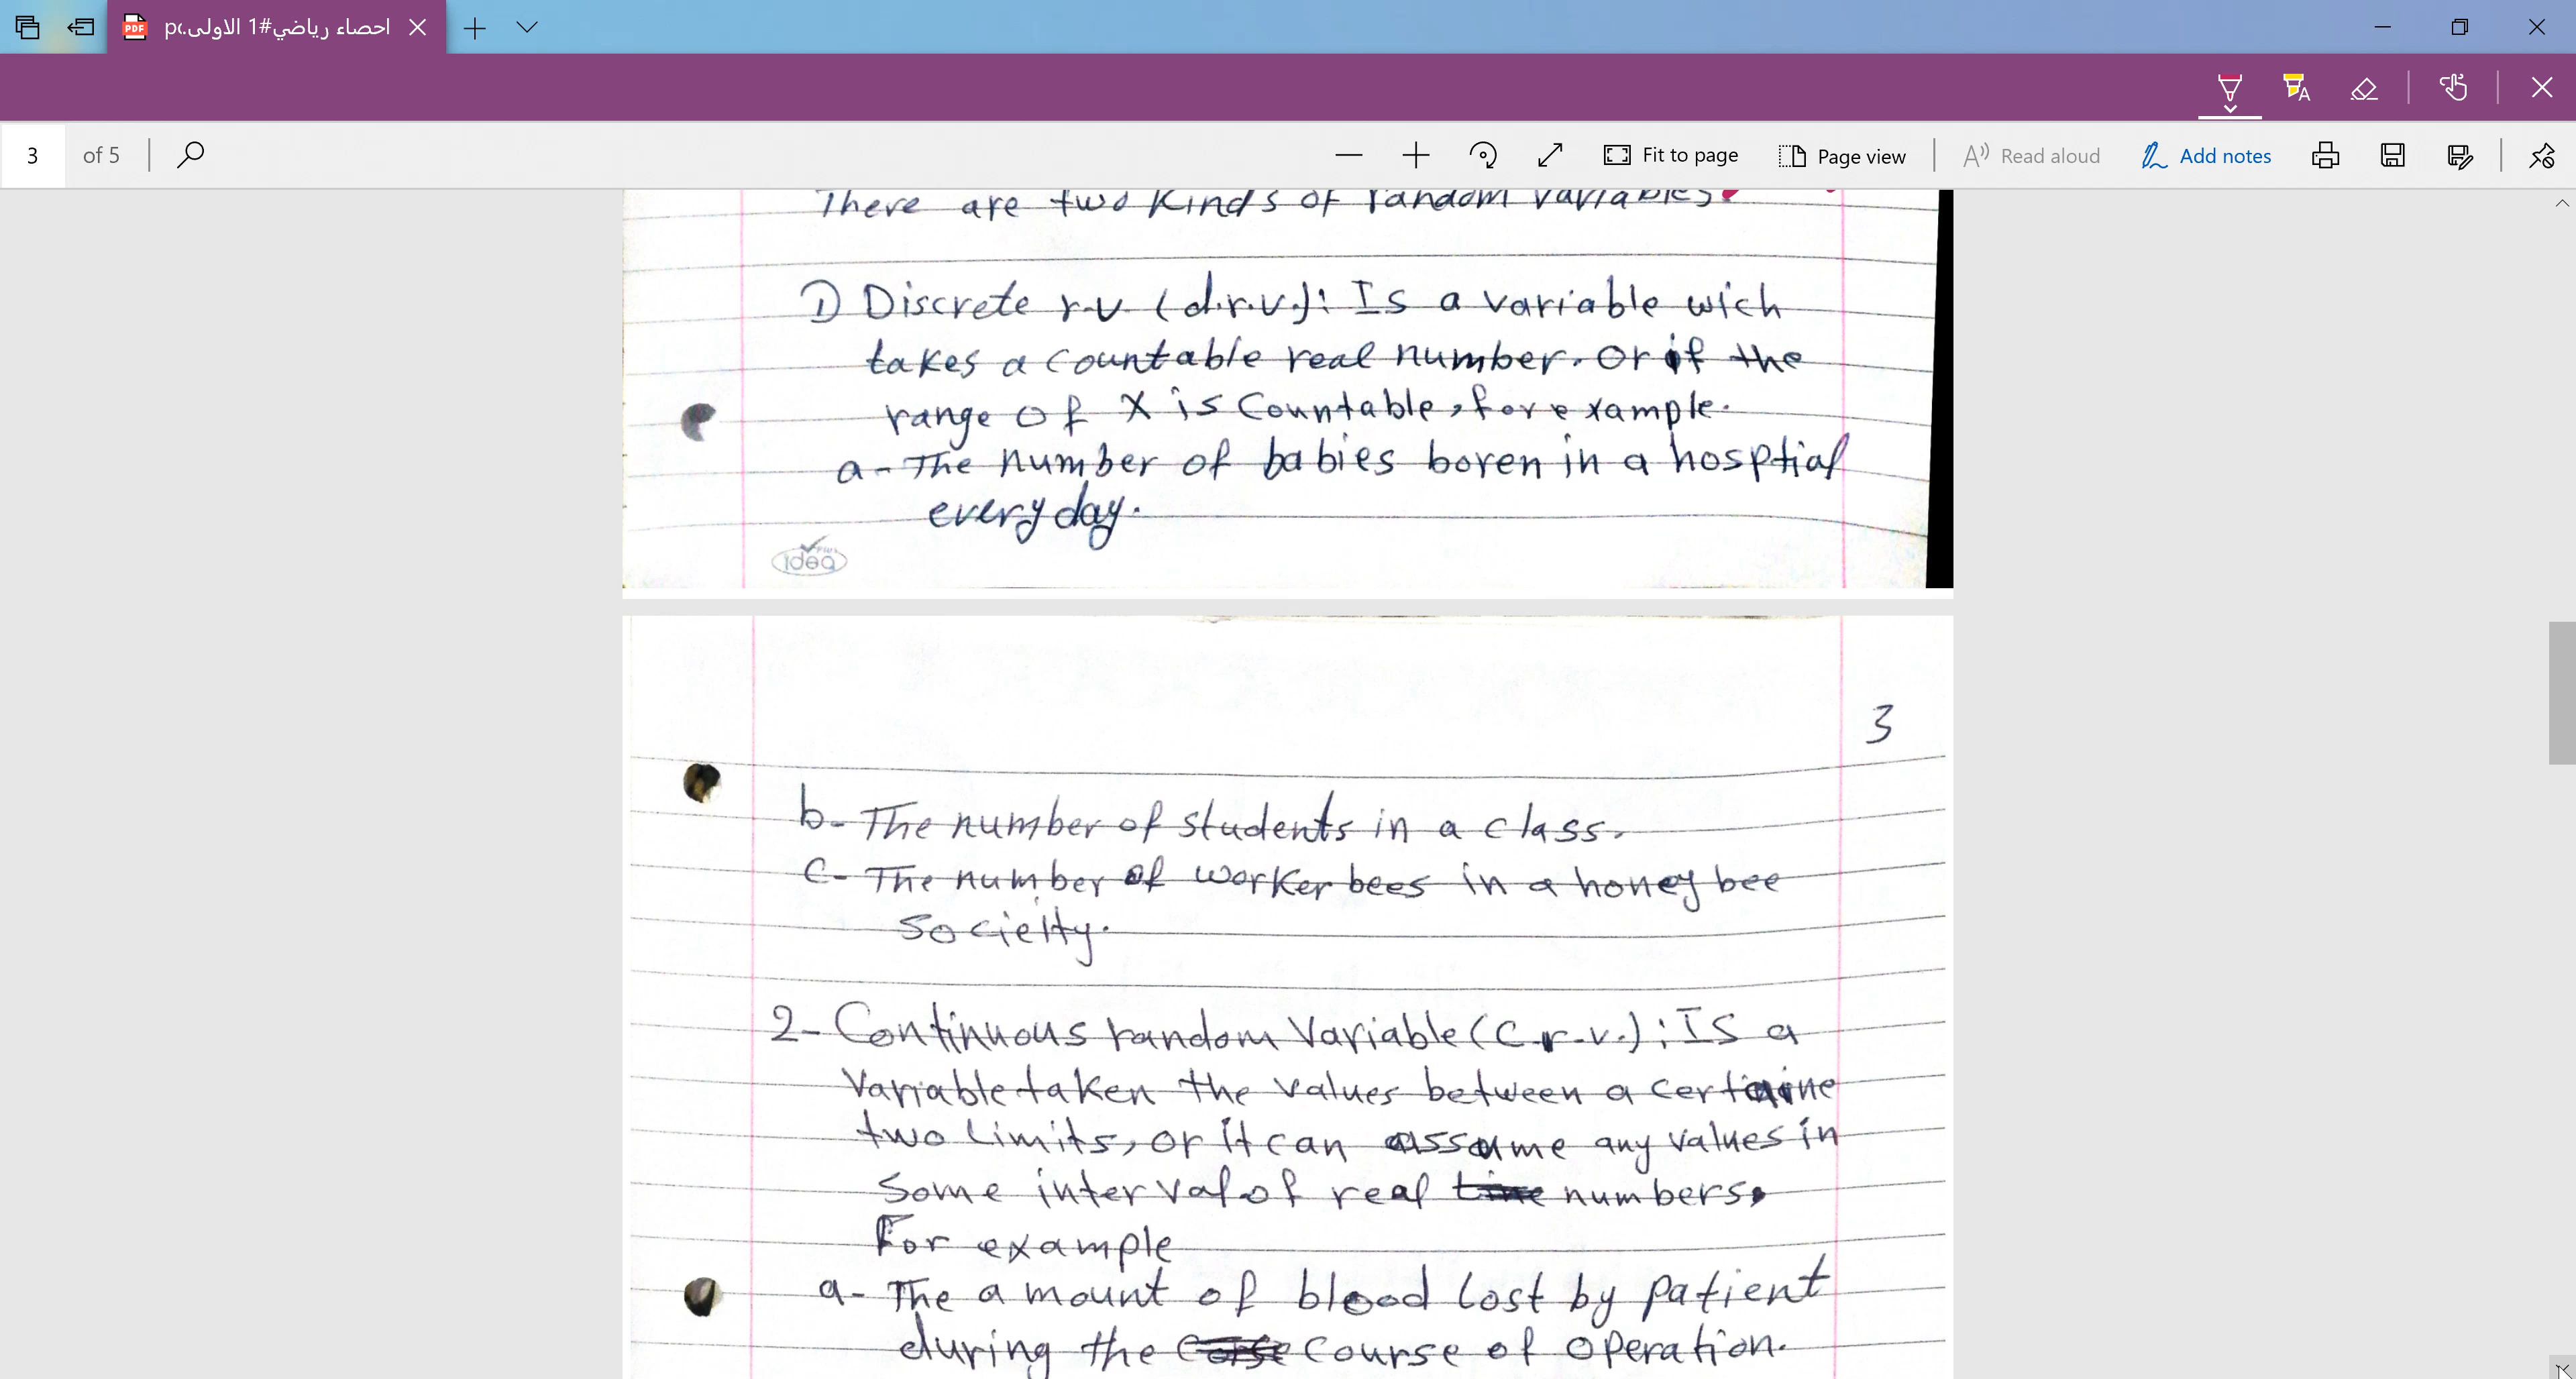 احصاء رياضي#1 الاولى.pc
3 of 5
Fit to page
Page view
Read aloud
Add notes
There are two Kinds of random variables:
1) Discrete r.v. (d.r.v.): Is a variable wich
takes a countable real number. Or if the
range of X is Countable, for example.
a- The number of babies boren in a hosptial
every day.
idea
3
b- The number of students in a class.
C- The number of worker bees in a honey bee
Socieity.
2- Continuous random Variable (C.r.v.): IS a
Variable taken the values between a certaine
two Limits, or it can assume any values in
Some interval of real numbers.
For example
a- The amount of blood Lost by patient
during the Course of operation.